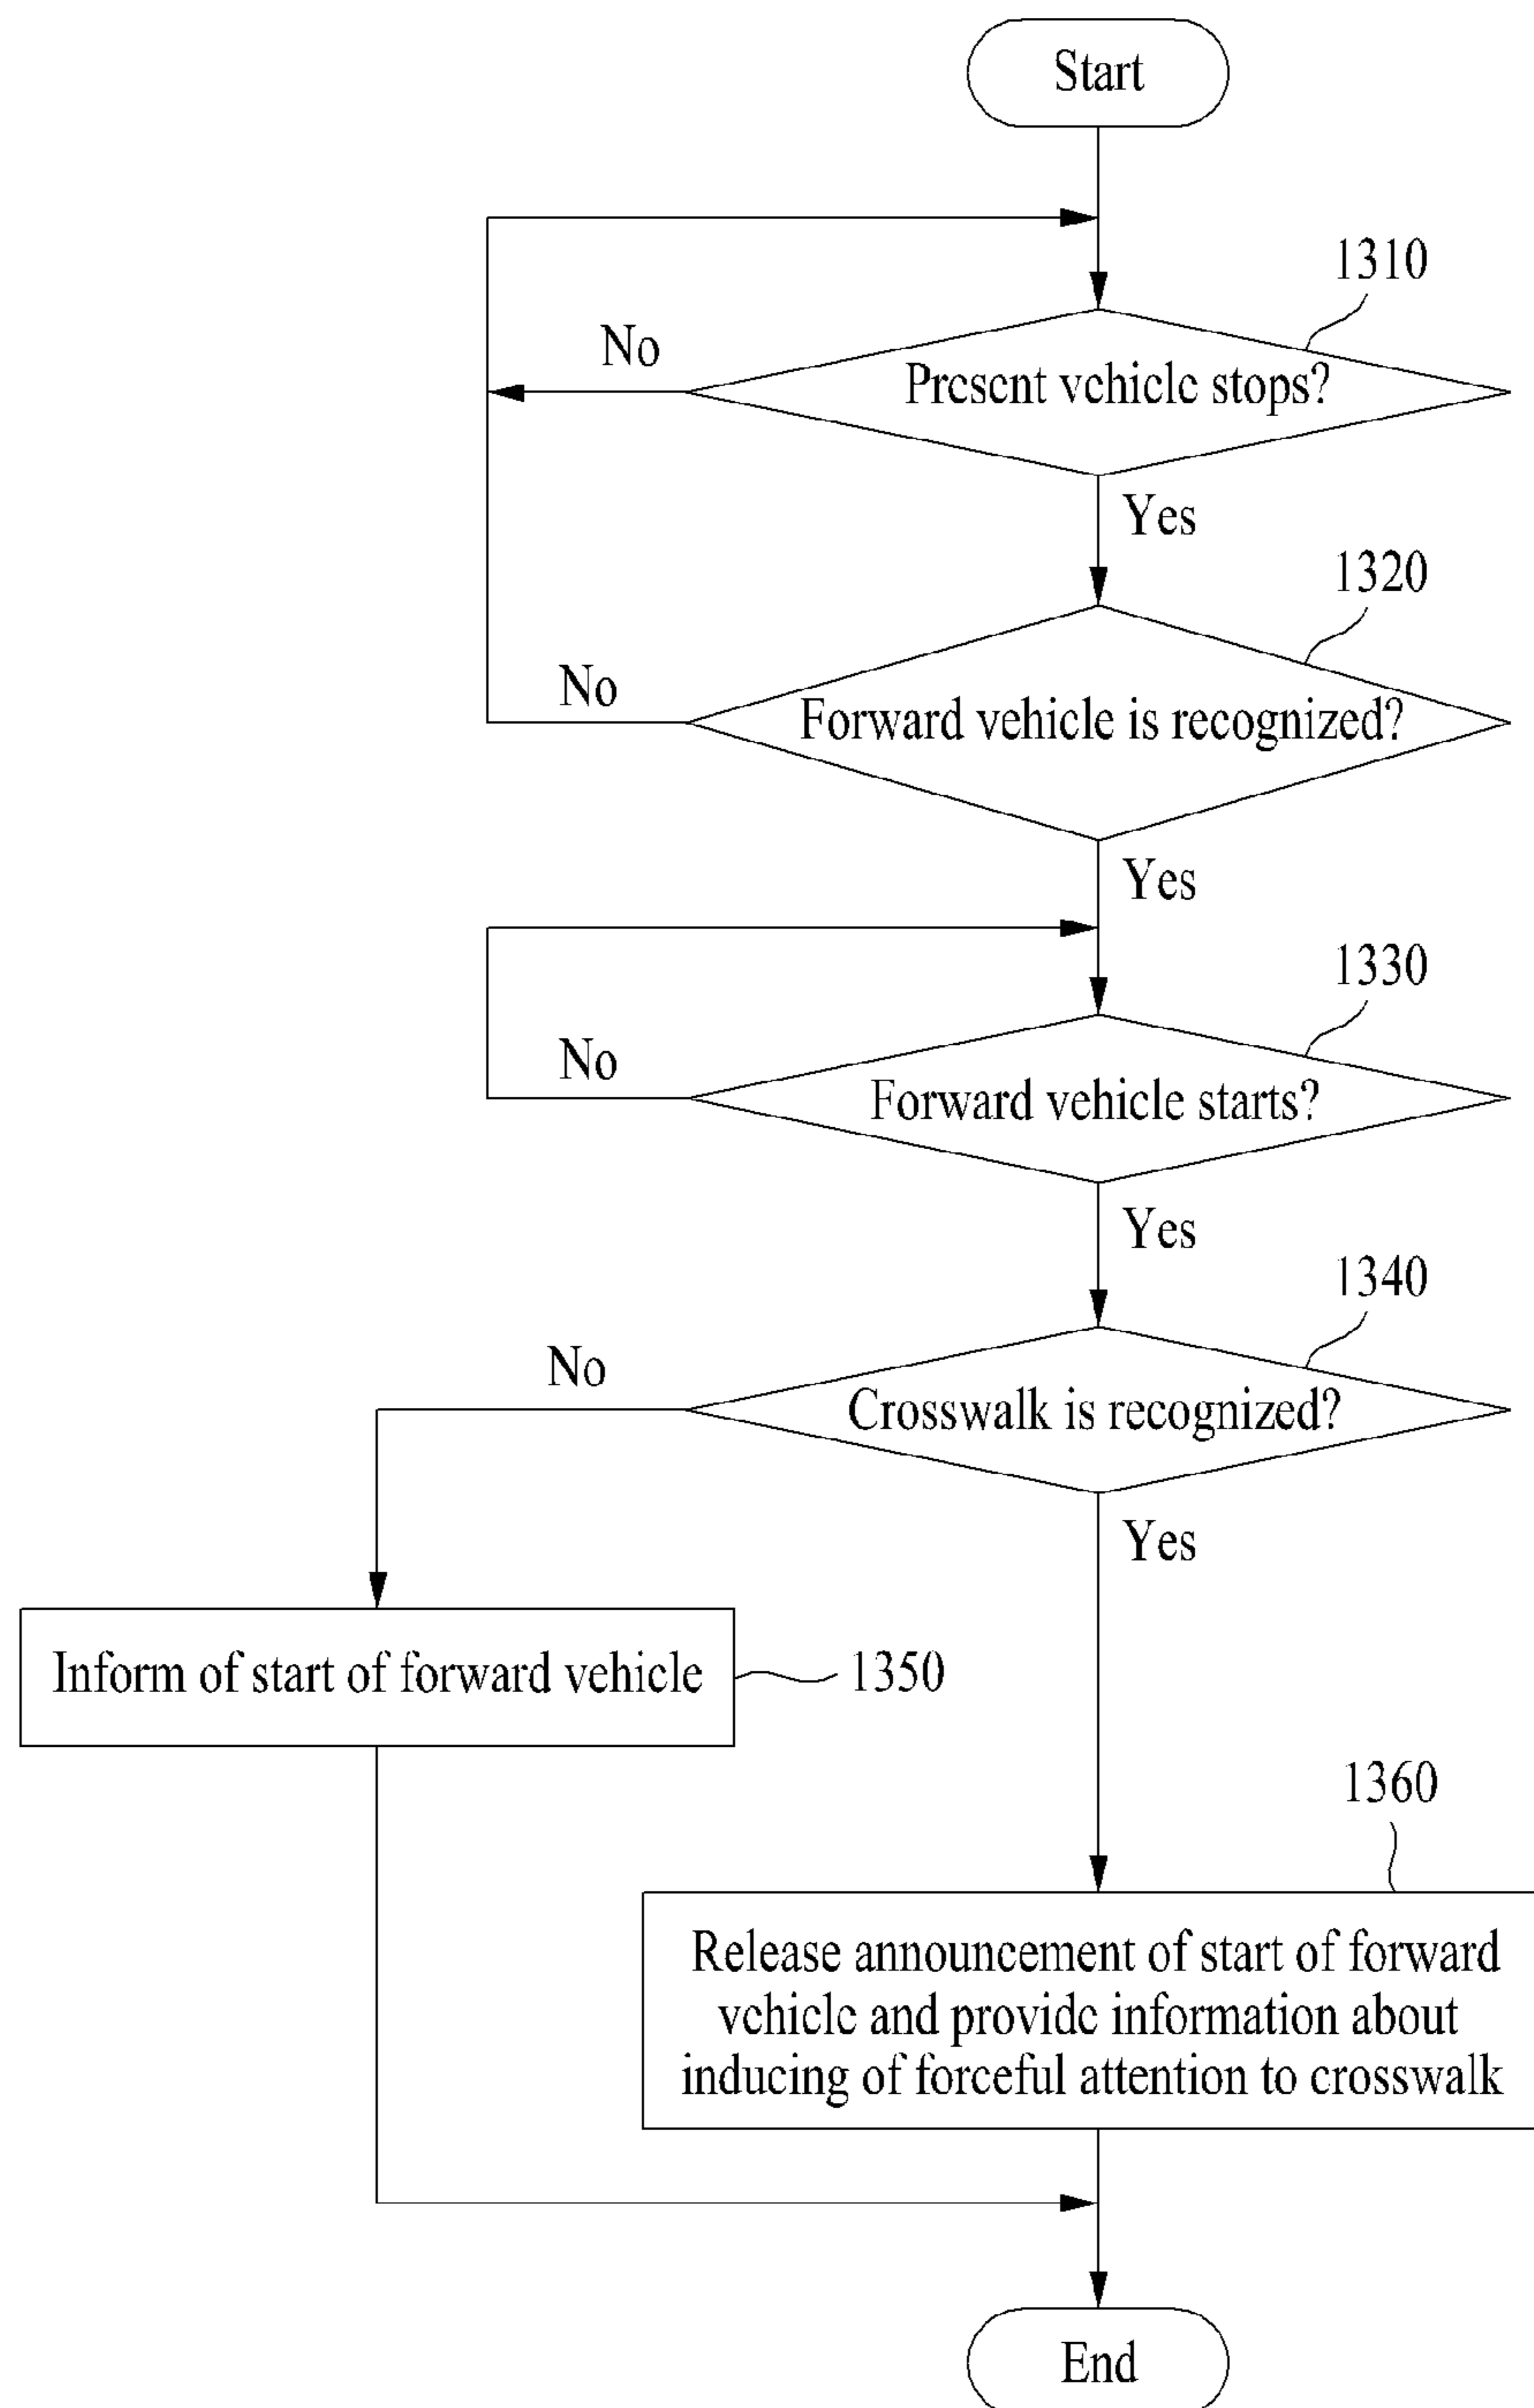 Start
1310
No
Present vehicle stops?
Yes
1320
No
Forward vehicle is recognized?
Yes
1330
No
Forward vehicle starts?
Yes
1340
No
Crosswalk is recognized?
Yes
Inform of start of forward vehicle
1350
1360
Release announcement of start of forward
vehicle and provide information about
inducing of forceful attention to crosswalk
End